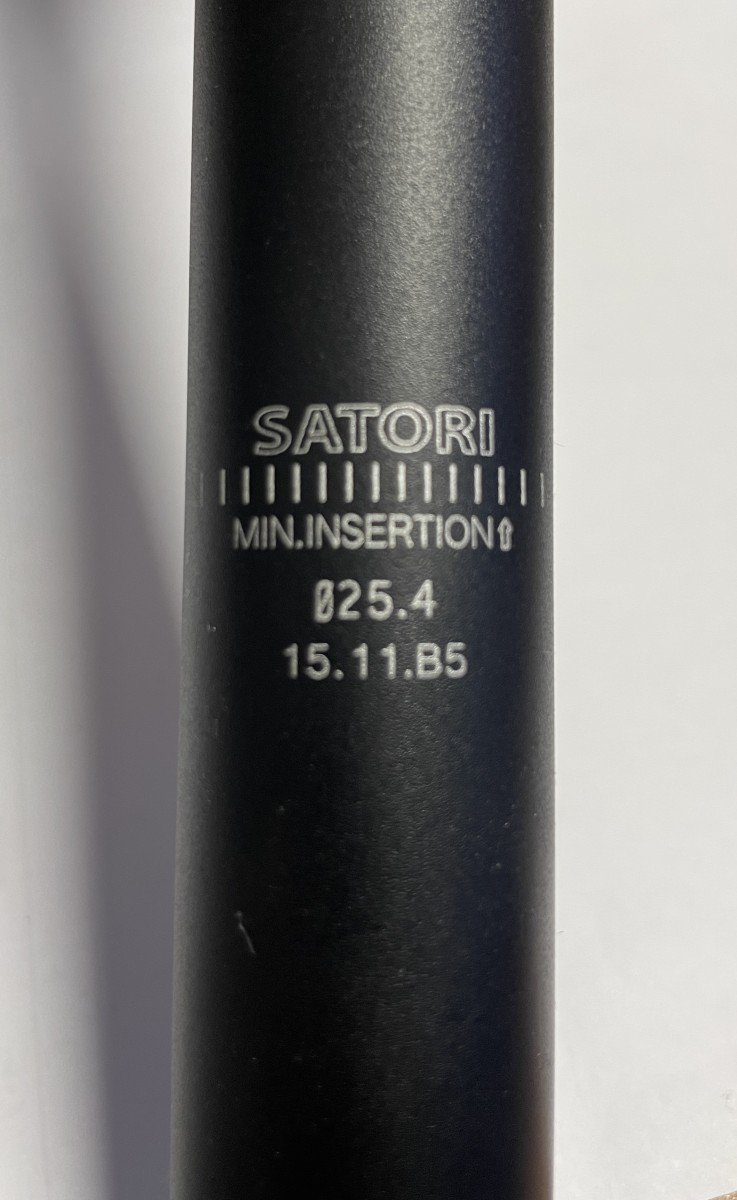 SATORI
MIN.INSERTION⇧
Ø25.4
15.11.B5